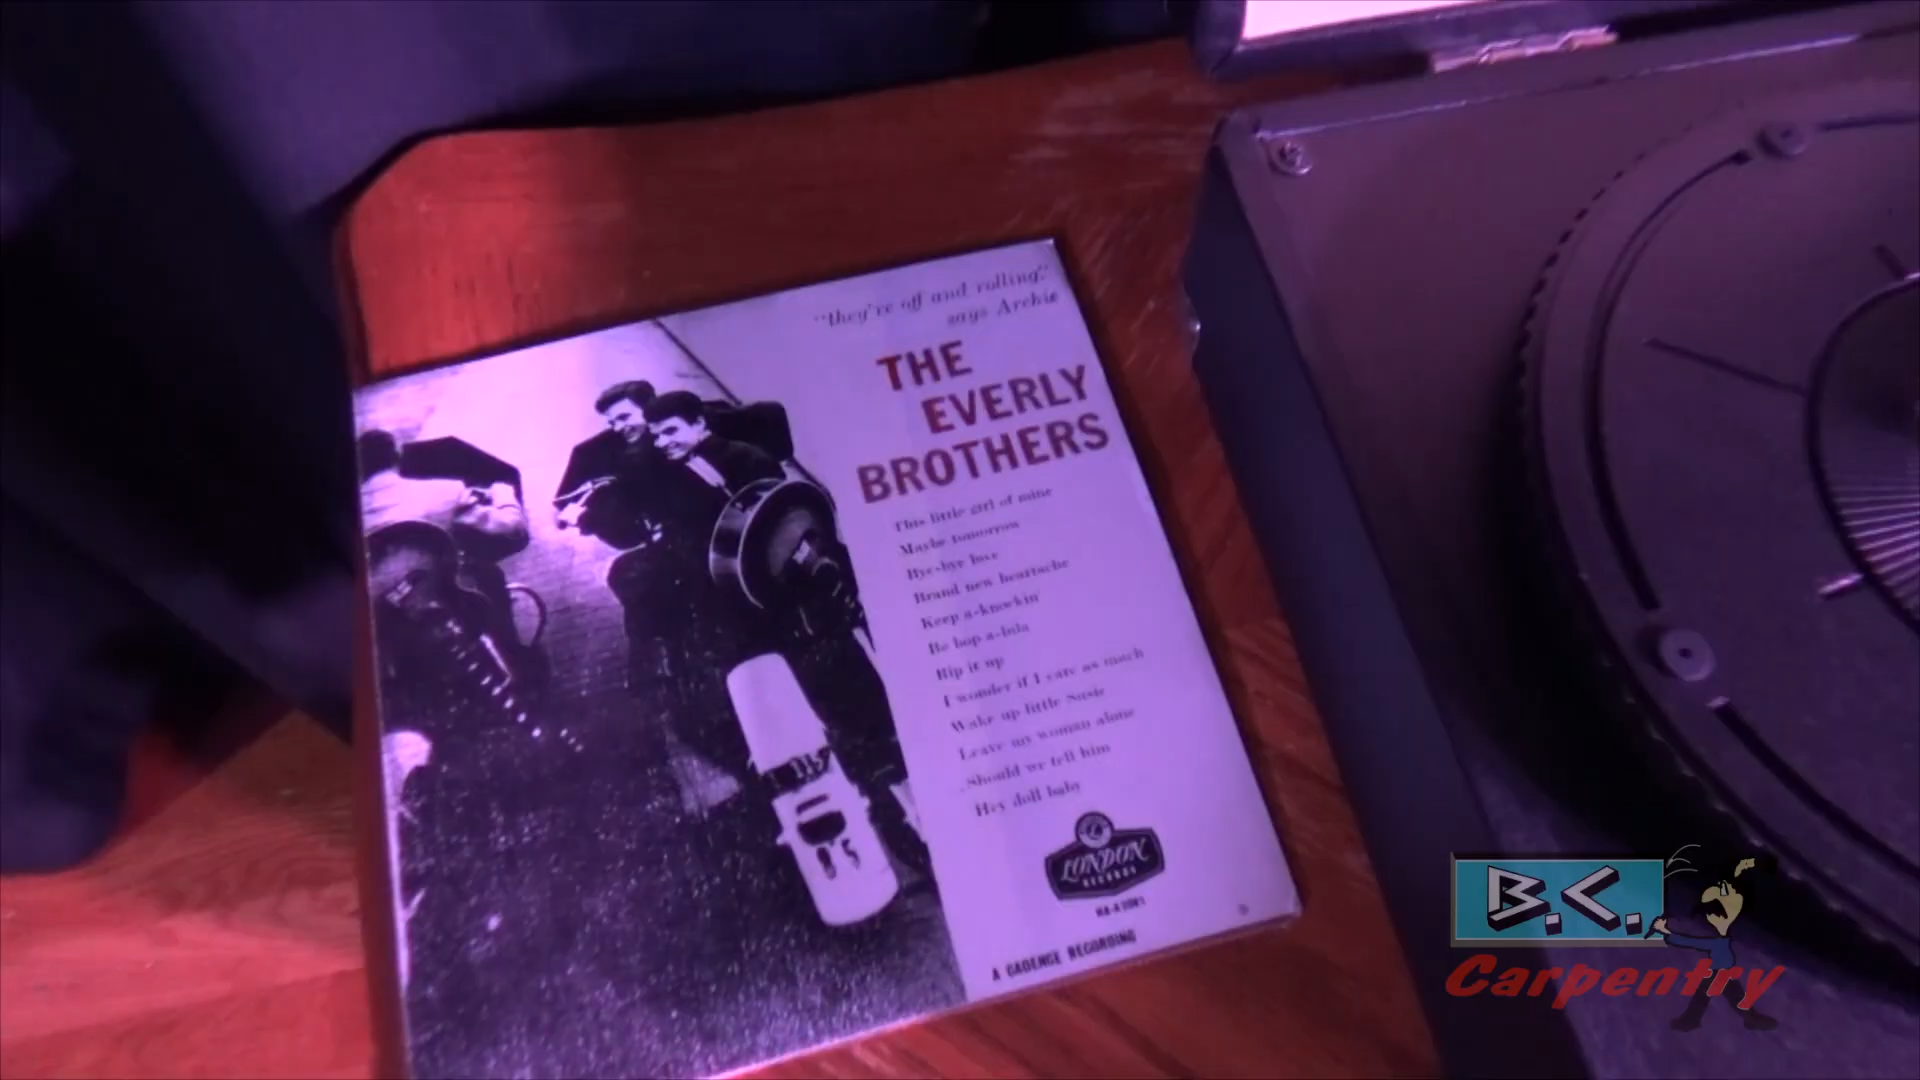 "they're off and rolling,"
says Archie
THE
EVERLY
BROTHERS
This little girl of mine
Maybe tomorrow
Bye-bye love
Brand new heartache
Keep a-knockin'
Be bop-a-lula
Rip it up
I wonder if I care as much
Wake up little Susie
Leave my woman alone
Should we tell him
Hey doll baby
LONDON
RECORDS
HA-A 2081
A CADENCE RECORDING
B.C.
Carpentry